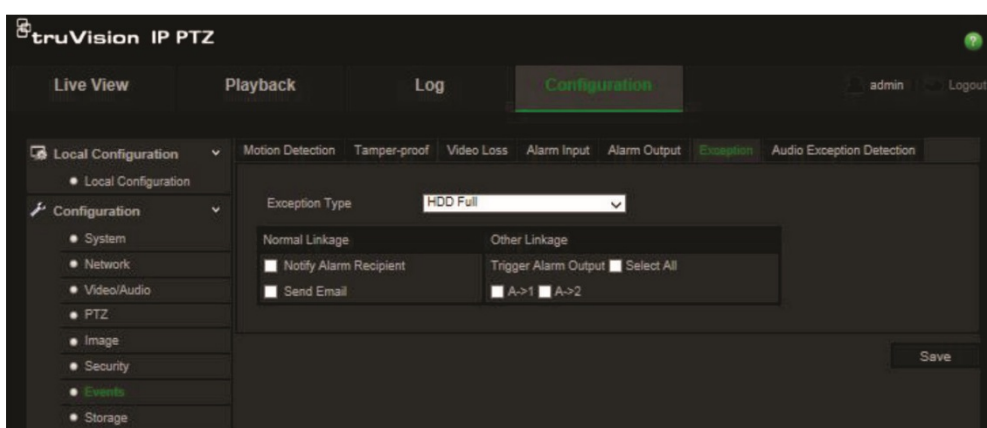 truVision IP PTZ
?
Live View Playback Log Configuration admin Logout
Local Configuration
Local Configuration
Configuration
System
Network
Video/Audio
PTZ
Image
Security
Events
Storage
Motion Detection Tamper-proof Video Loss Alarm Input Alarm Output Exception Audio Exception Detection
Exception Type HDD Full
Normal Linkage Other Linkage
Notify Alarm Recipient Trigger Alarm Output Select All
Send Email A->1 A->2
Save